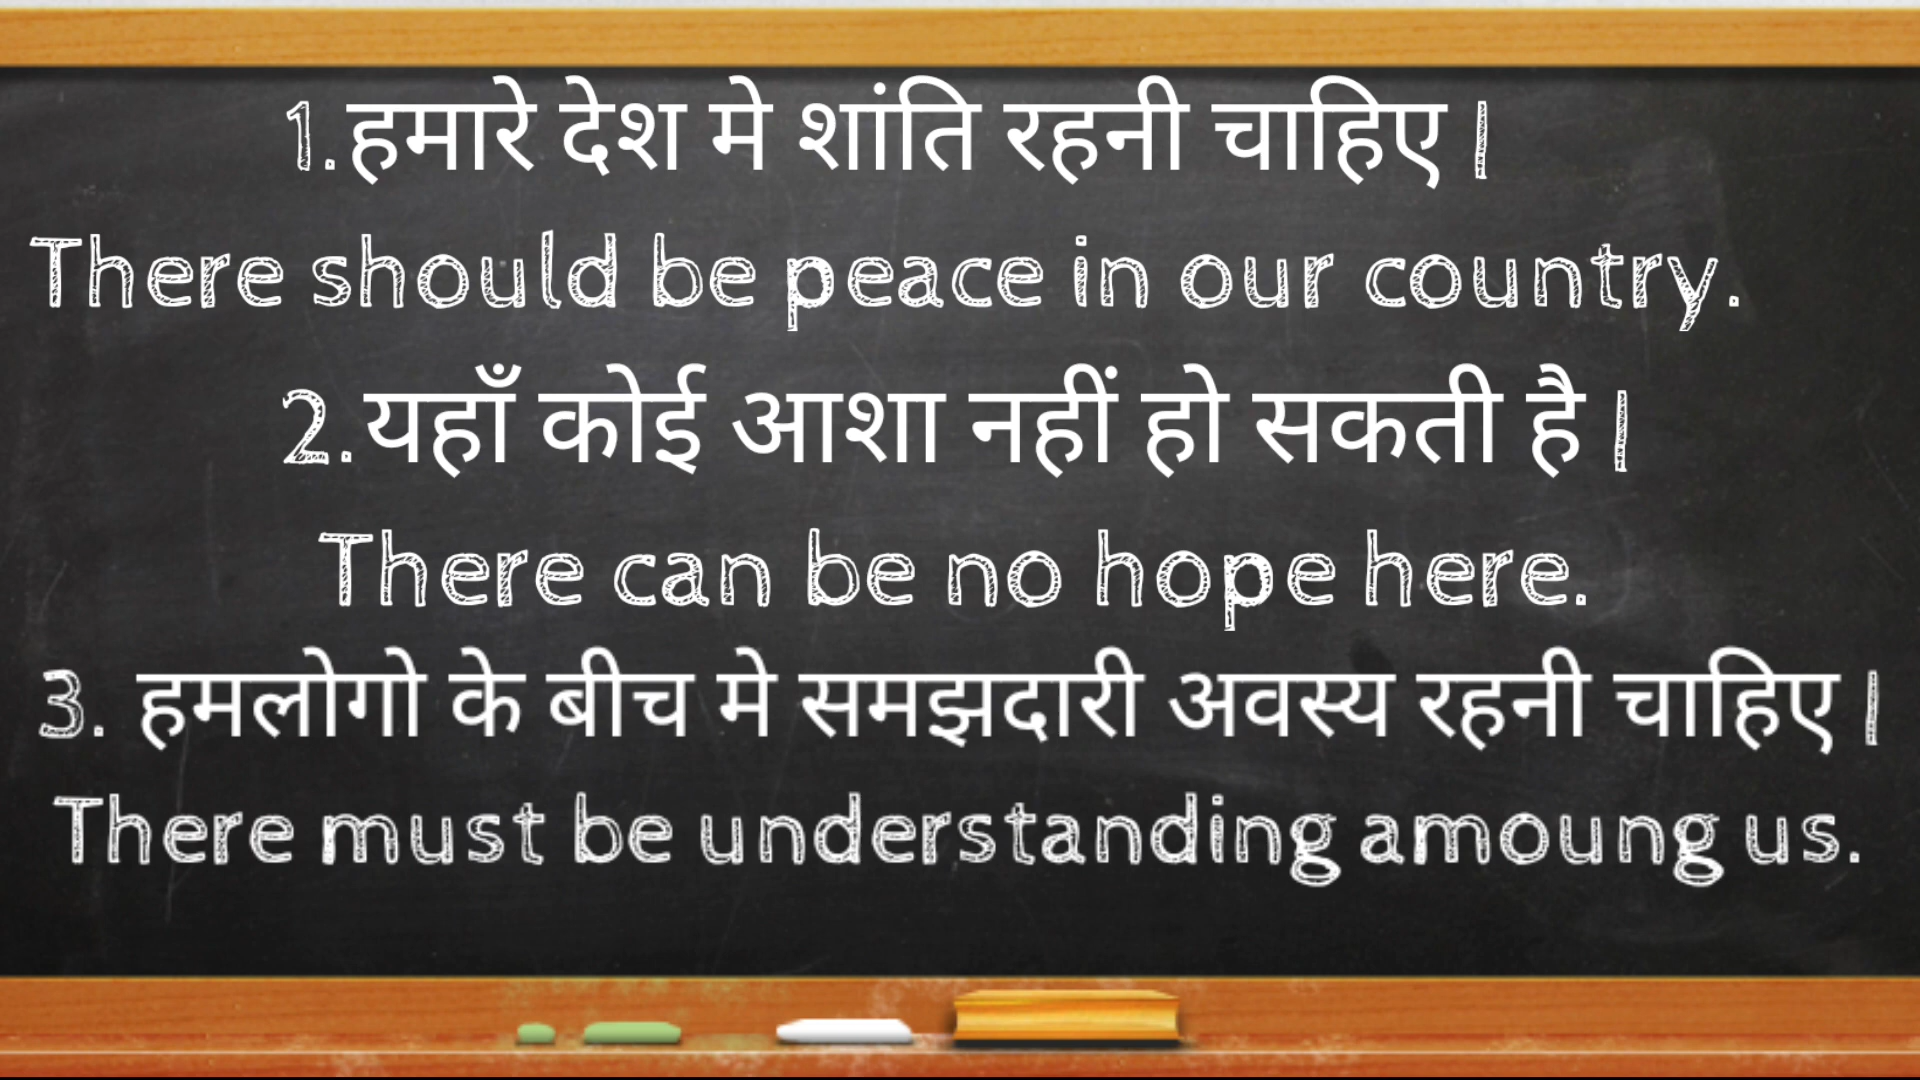 1.हमारे देश मे शांति रहनी चाहिए |
There should be peace in our country.
2.यहाँ कोई आशा नहीं हो सकती है |
There can be no hope here.
3. हमलोगो के बीच मे समझदारी अवस्य रहनी चाहिए |
There must be understanding amoung us.